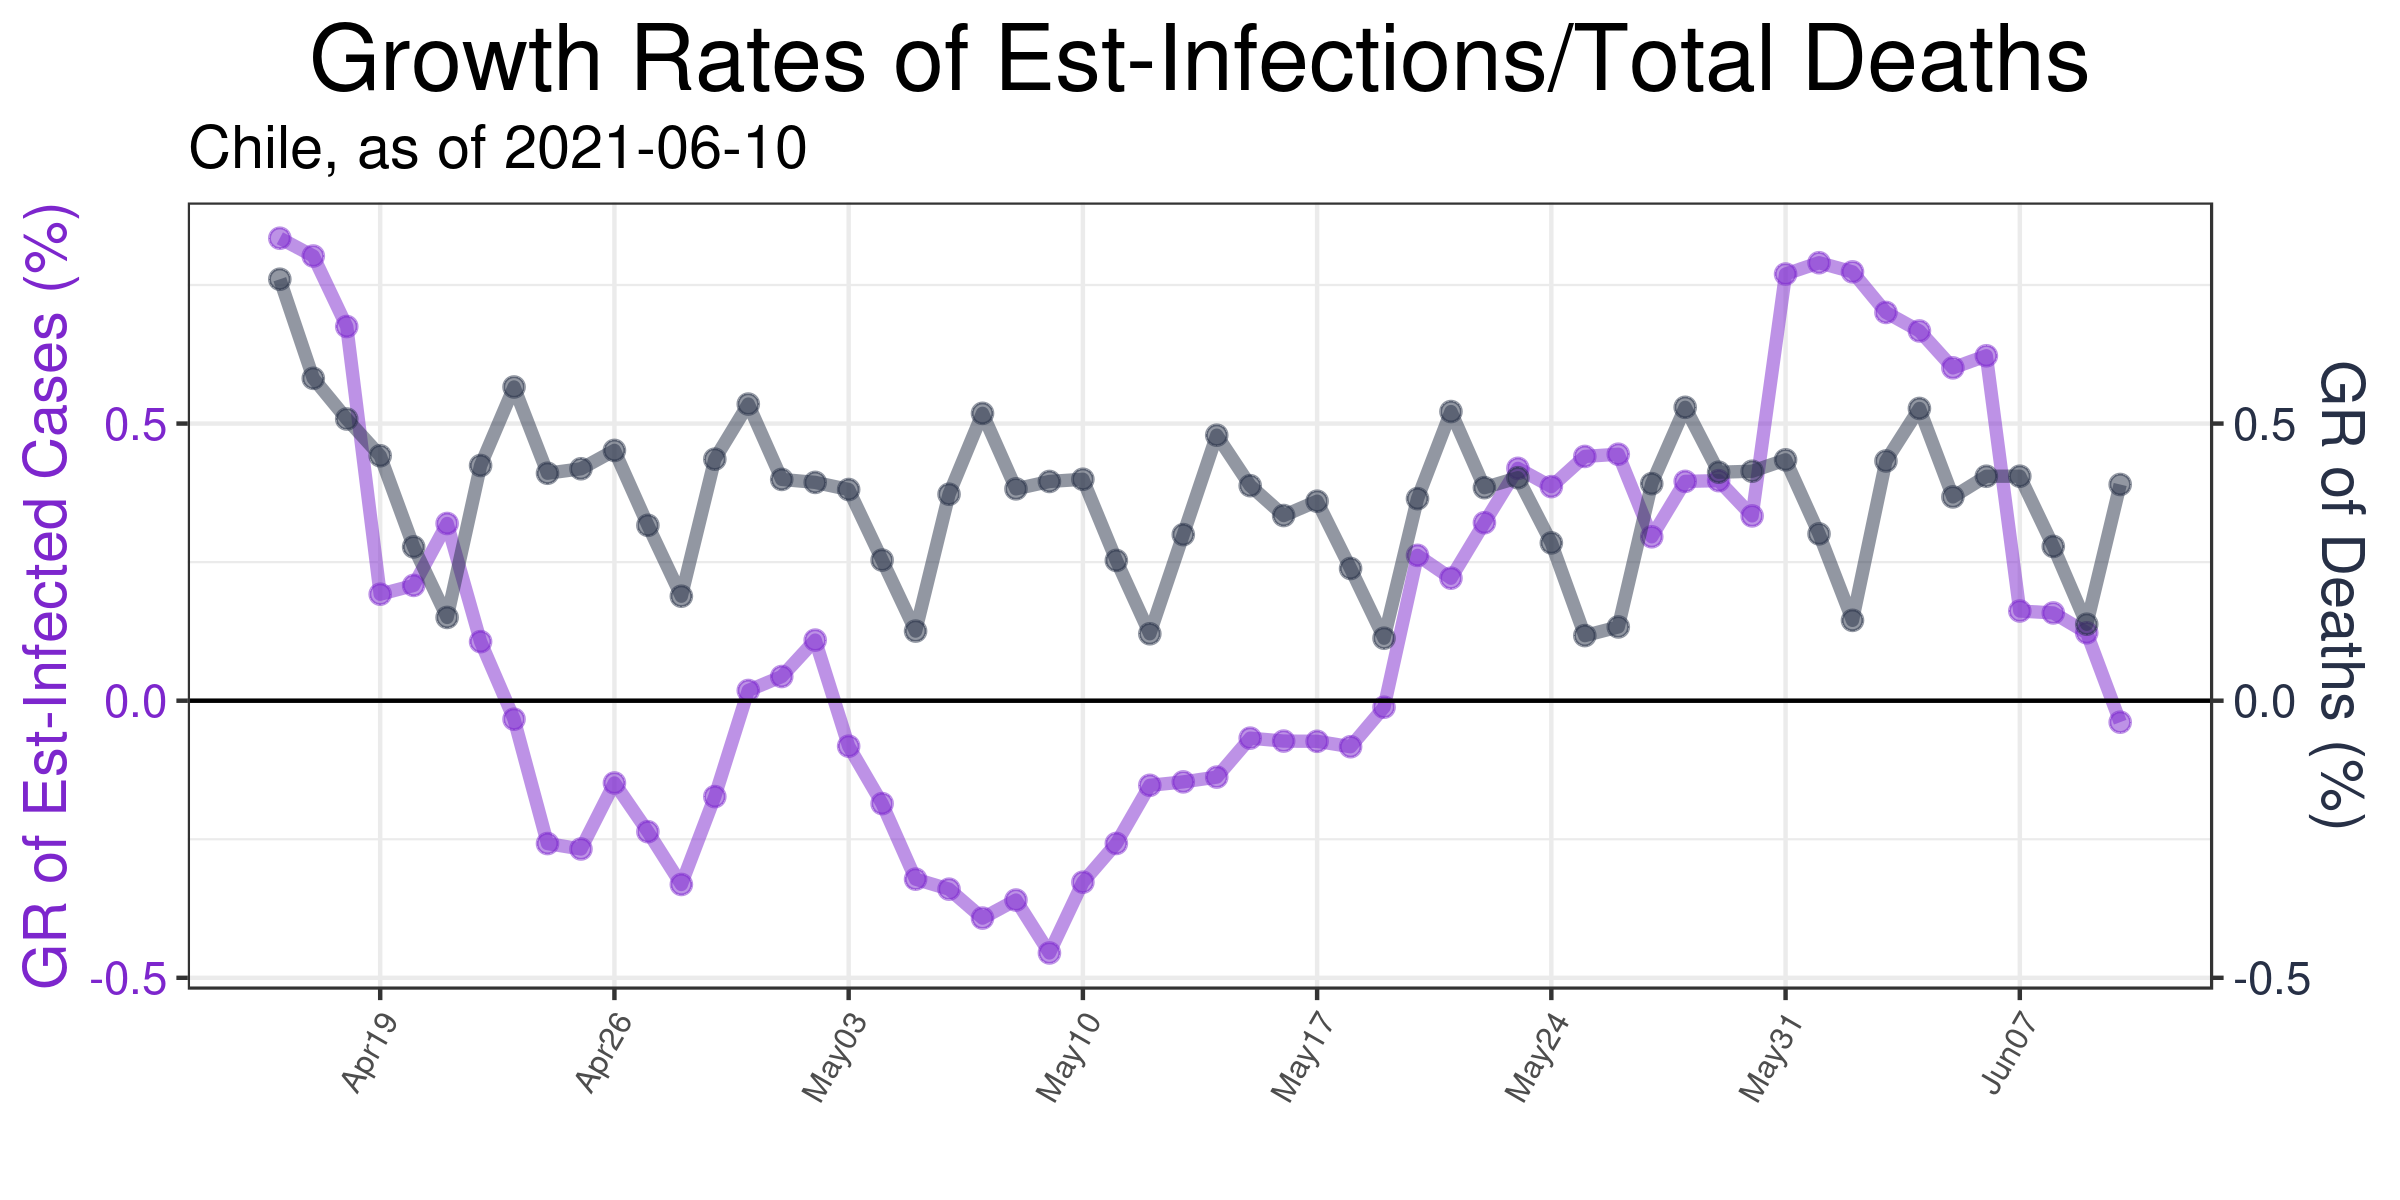 Growth Rates of Est-Infections/Total Deaths
Chile, as of 2021-06-10
GR of Est-Infected Cases (%)
0.5
0.0
-0.5
0.5
0.0
-0.5
GR of Deaths (%)
Apr19
Apr26
May03
May10
May17
May24
May31
Jun07